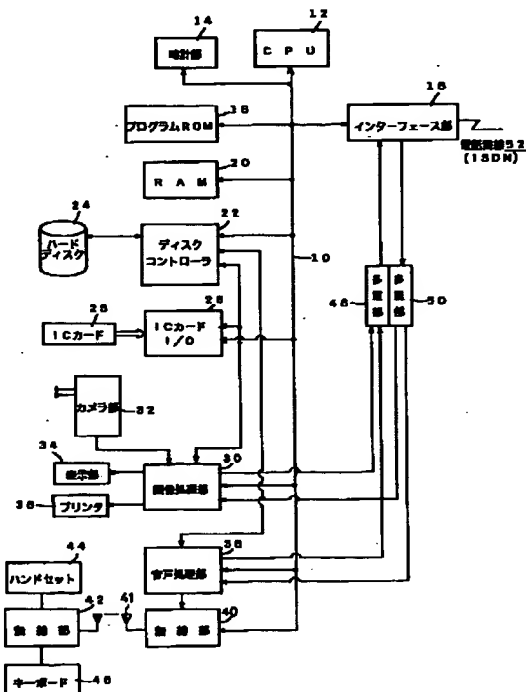 14
12
時計部
CPU
18
16
プログラムROM
インターフェース部
電話回線52
(ISDN)
20
RAM
24
22
ハード
ディスク
ディスク
コントローラ
10
48
多重部
多重部
50
28
26
ICカード
ICカード
I/O
カメラ部
32
34
30
表示部
画像処理部
36
プリンタ
38
44
音声処理部
ハンドセット
42
41
40
無線部
無線部
キーボード
46